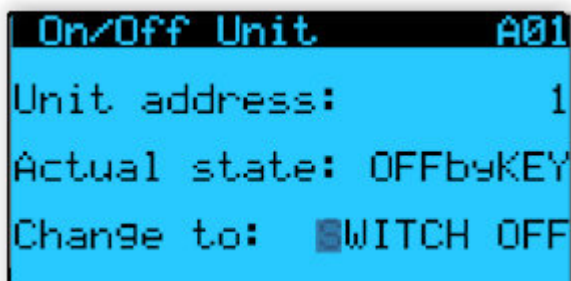 On/Off Unit A01
Unit address: 1
Actual state: OFFbyKEY
Change to: SWITCH OFF